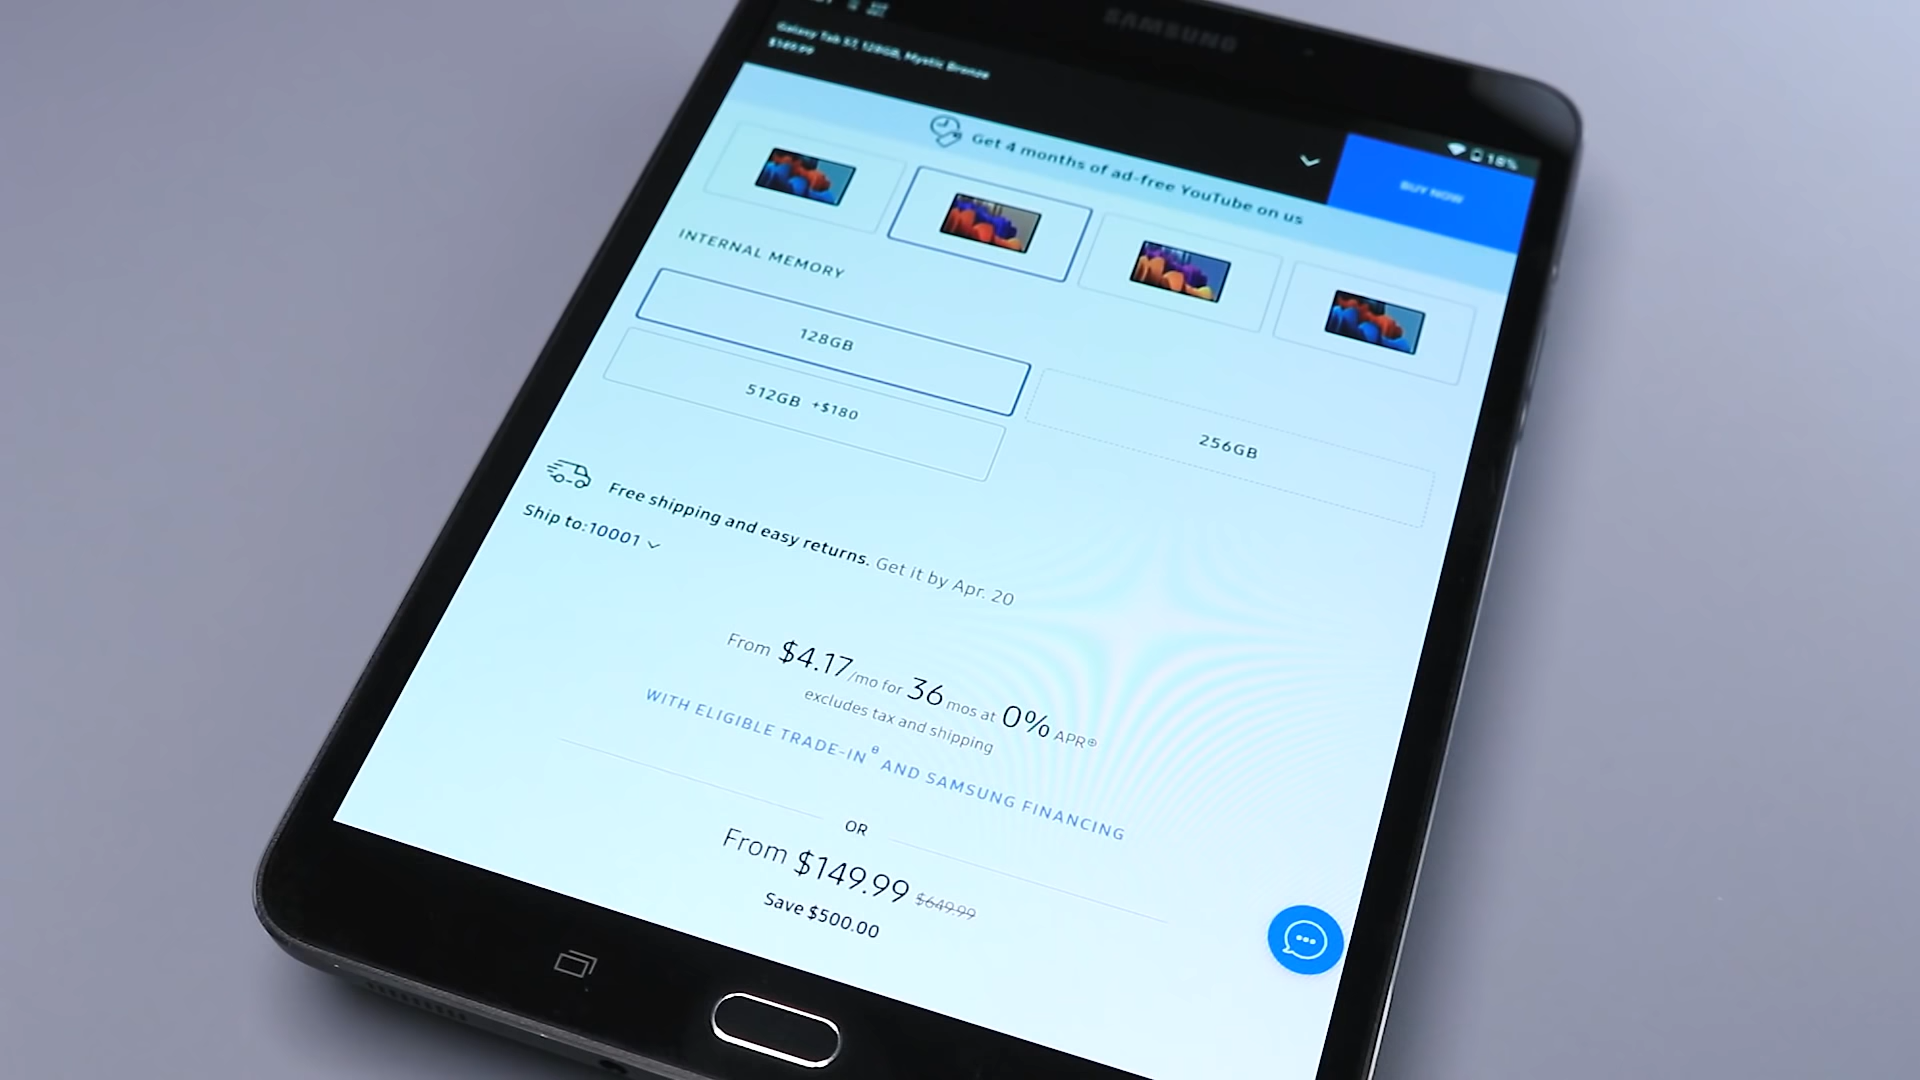 SAMSUNG
Galaxy Tab S7, 128GB, Mystic Bronze
18%
BUY NOW
Get 4 months of ad-free YouTube on us
INTERNAL MEMORY
128GB
256GB
512GB +$180
Free shipping and easy returns. Get it by Apr. 20
Ship to:10001
From $4.17/mo for 36 mos at 0% APR⊕
excludes tax and shipping
WITH ELIGIBLE TRADE-IN θ AND SAMSUNG FINANCING
OR
From $149.99 $649.99
Save $500.00